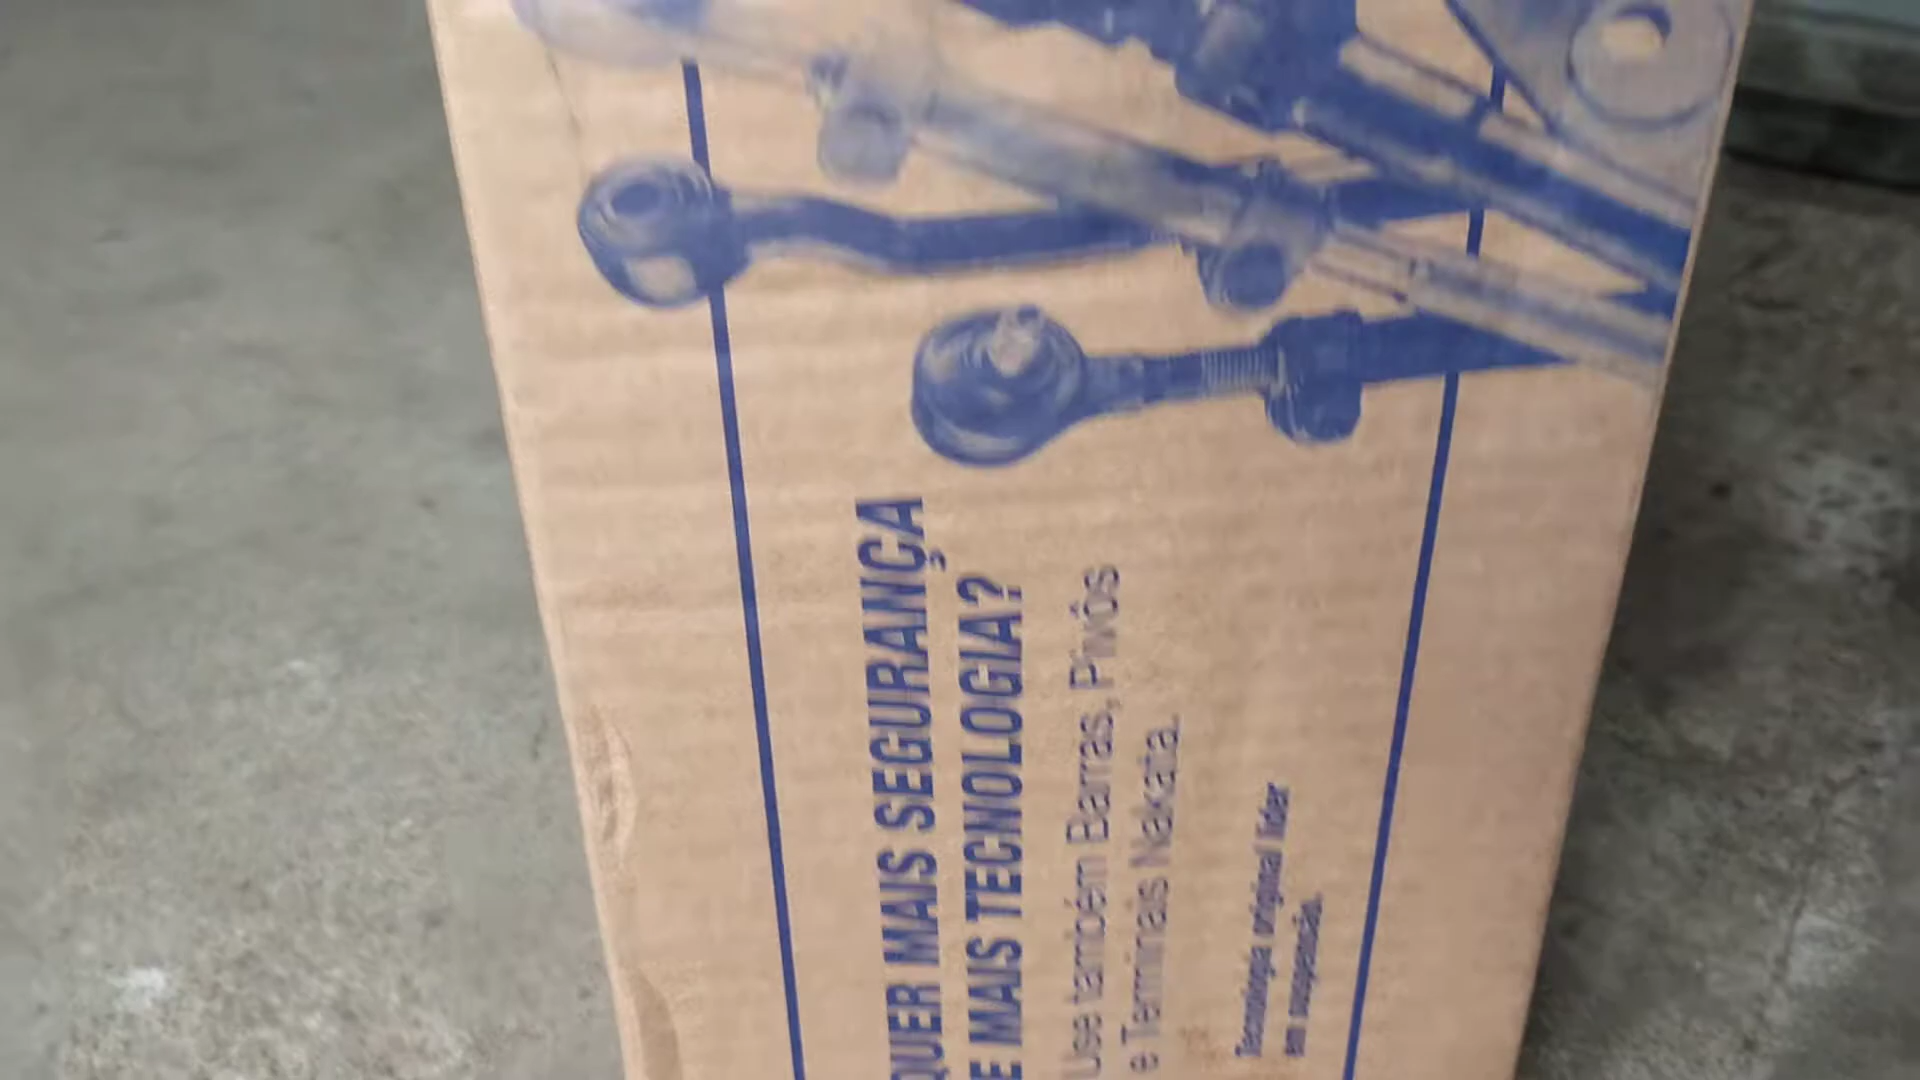 QUER MAIS SEGURANÇA
E MAIS TECNOLOGIA?
Use também Barras, Pivôs
e Terminais Nakata.
Tecnologia original líder
em suspensão.